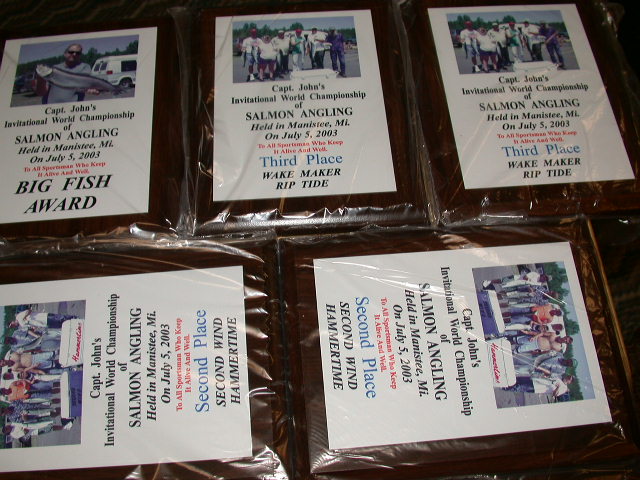 Capt. John's
Invitational World Championship
of
SALMON ANGLING
Held in Manistee, Mi.
On July 5, 2003
To All Sportsman Who Keep
It Alive And Well.
BIG FISH
AWARD
Capt. John's
Invitational World Championship
of
SALMON ANGLING
Held in Manistee, Mi.
On July 5, 2003
To All Sportsman Who Keep
It Alive And Well.
Third Place
WAKE MAKER
RIP TIDE
Capt. John's
Invitational World Championship
of
SALMON ANGLING
Held in Manistee, Mi.
On July 5, 2003
To All Sportsman Who Keep
It Alive And Well.
Third Place
WAKE MAKER
RIP TIDE
Hammertime
Capt. John's
Invitational World Championship
of
SALMON ANGLING
Held in Manistee, Mi.
On July 5, 2003
To All Sportsman Who Keep
It Alive And Well.
Second Place
SECOND WIND
HAMMERTIME
Hammertime
Capt. John's
Invitational World Championship
of
SALMON ANGLING
Held in Manistee, Mi.
On July 5, 2003
To All Sportsman Who Keep
It Alive And Well.
Second Place
SECOND WIND
HAMMERTIME